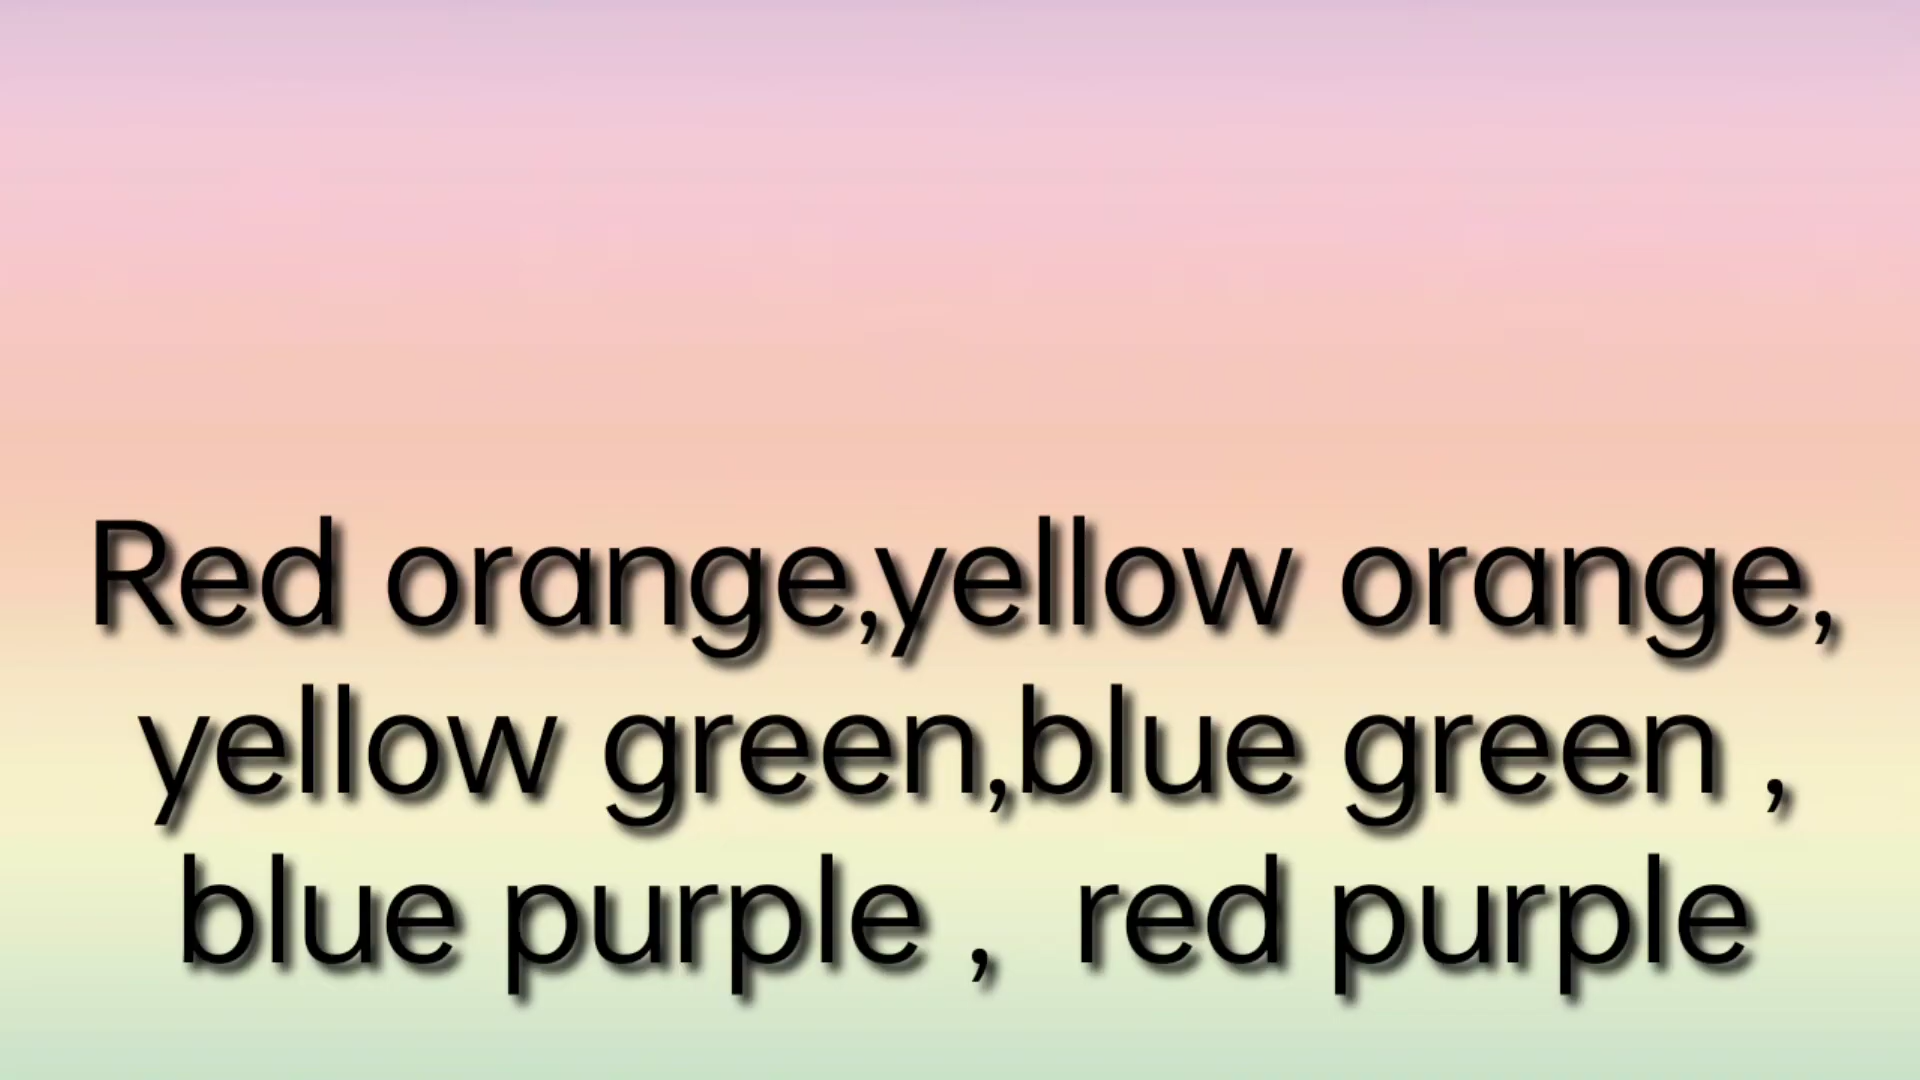 Red orange,yellow orange,
yellow green,blue green ,
blue purple ,  red purple